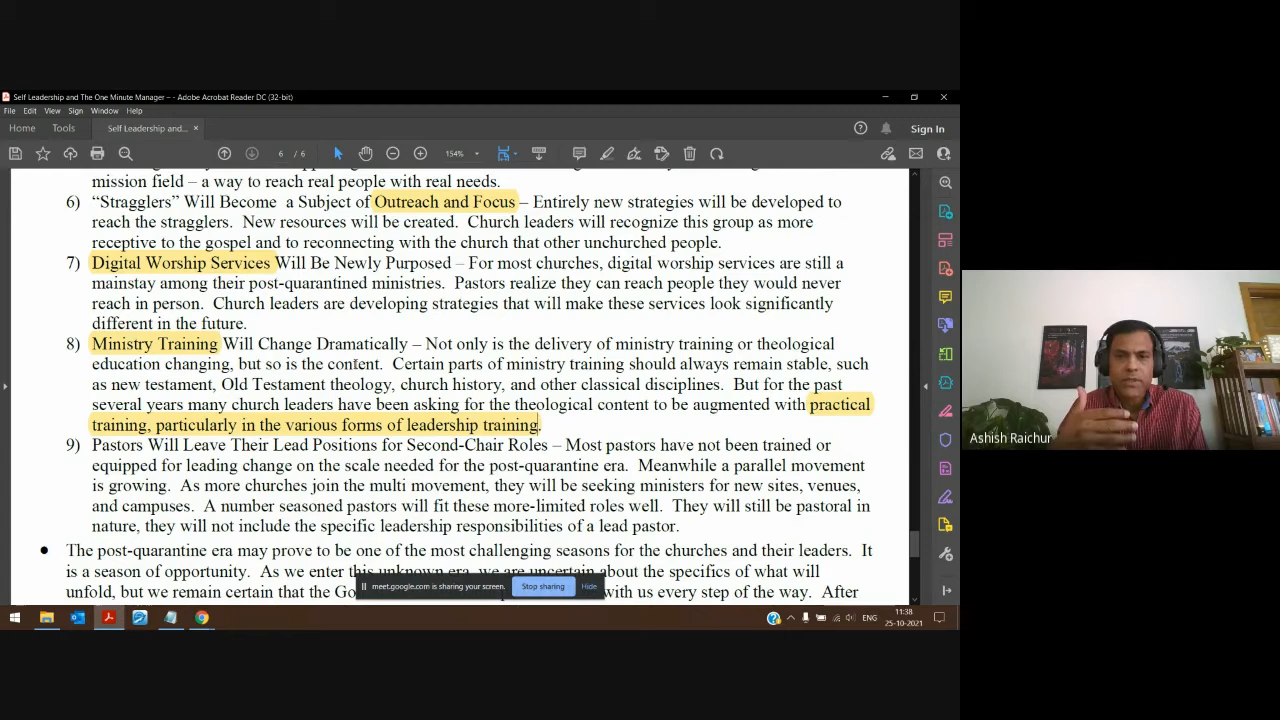 Self Leadership and The One Minute Manager – - Adobe Acrobat Reader DC (32-bit)
File Edit View Sign Window Help
Home Tools Self Leadership and... × Sign In
6 / 6 154%
mission field – a way to reach real people with real needs.
6) “Stragglers” Will Become a Subject of Outreach and Focus – Entirely new strategies will be developed to
reach the stragglers. New resources will be created. Church leaders will recognize this group as more
receptive to the gospel and to reconnecting with the church that other unchurched people.
7) Digital Worship Services Will Be Newly Purposed – For most churches, digital worship services are still a
mainstay among their post-quarantined ministries. Pastors realize they can reach people they would never
reach in person. Church leaders are developing strategies that will make these services look significantly
different in the future.
8) Ministry Training Will Change Dramatically – Not only is the delivery of ministry training or theological
education changing, but so is the content. Certain parts of ministry training should always remain stable, such
as new testament, Old Testament theology, church history, and other classical disciplines. But for the past
several years many church leaders have been asking for the theological content to be augmented with practical
training, particularly in the various forms of leadership training.
9) Pastors Will Leave Their Lead Positions for Second-Chair Roles – Most pastors have not been trained or
equipped for leading change on the scale needed for the post-quarantine era. Meanwhile a parallel movement
is growing. As more churches join the multi movement, they will be seeking ministers for new sites, venues,
and campuses. A number seasoned pastors will fit these more-limited roles well. They will still be pastoral in
nature, they will not include the specific leadership responsibilities of a lead pastor.
• The post-quarantine era may prove to be one of the most challenging seasons for the churches and their leaders. It
is a season of opportunity. As we enter this unknown era, we are uncertain about the specifics of what will
unfold, but we remain certain that the Go with us every step of the way. After
meet.google.com is sharing your screen. Stop sharing Hide
ENG 11:38
25-10-2021
Ashish Raichur